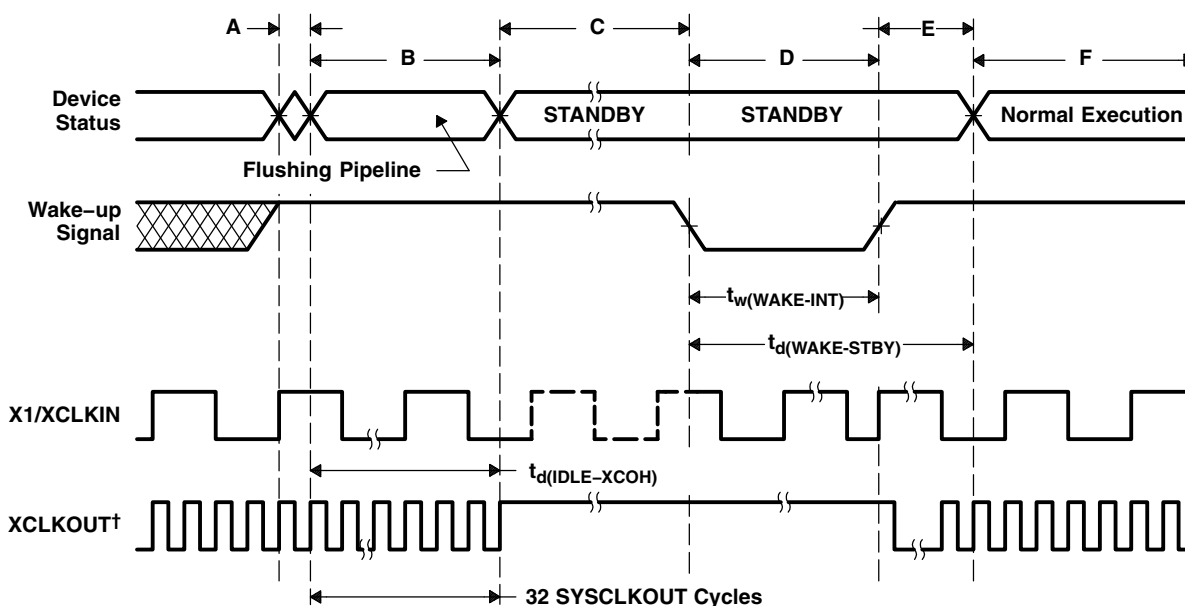 A
B
C
D
E
F
Device
Status
STANDBY
STANDBY
Normal Execution
Flushing Pipeline
Wake−up
Signal
tw(WAKE-INT)
td(WAKE-STBY)
X1/XCLKIN
td(IDLE−XCOH)
XCLKOUT†
32 SYSCLKOUT Cycles